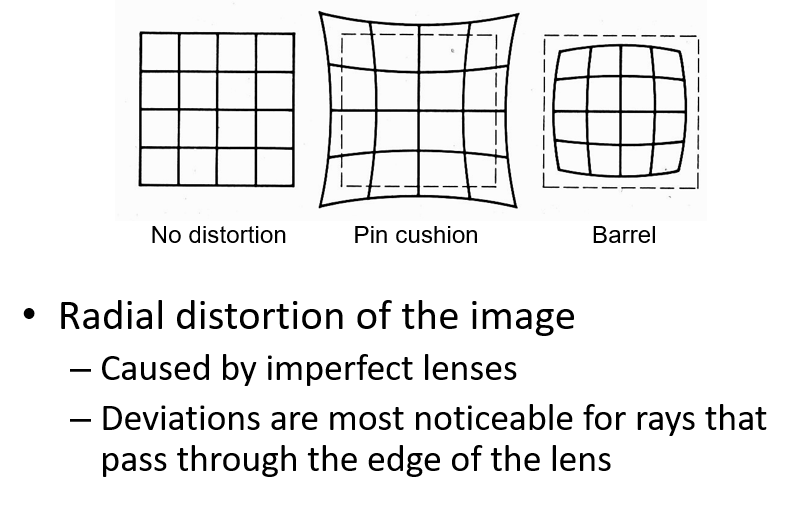 No distortion Pin cushion Barrel
• Radial distortion of the image
– Caused by imperfect lenses
– Deviations are most noticeable for rays that
pass through the edge of the lens